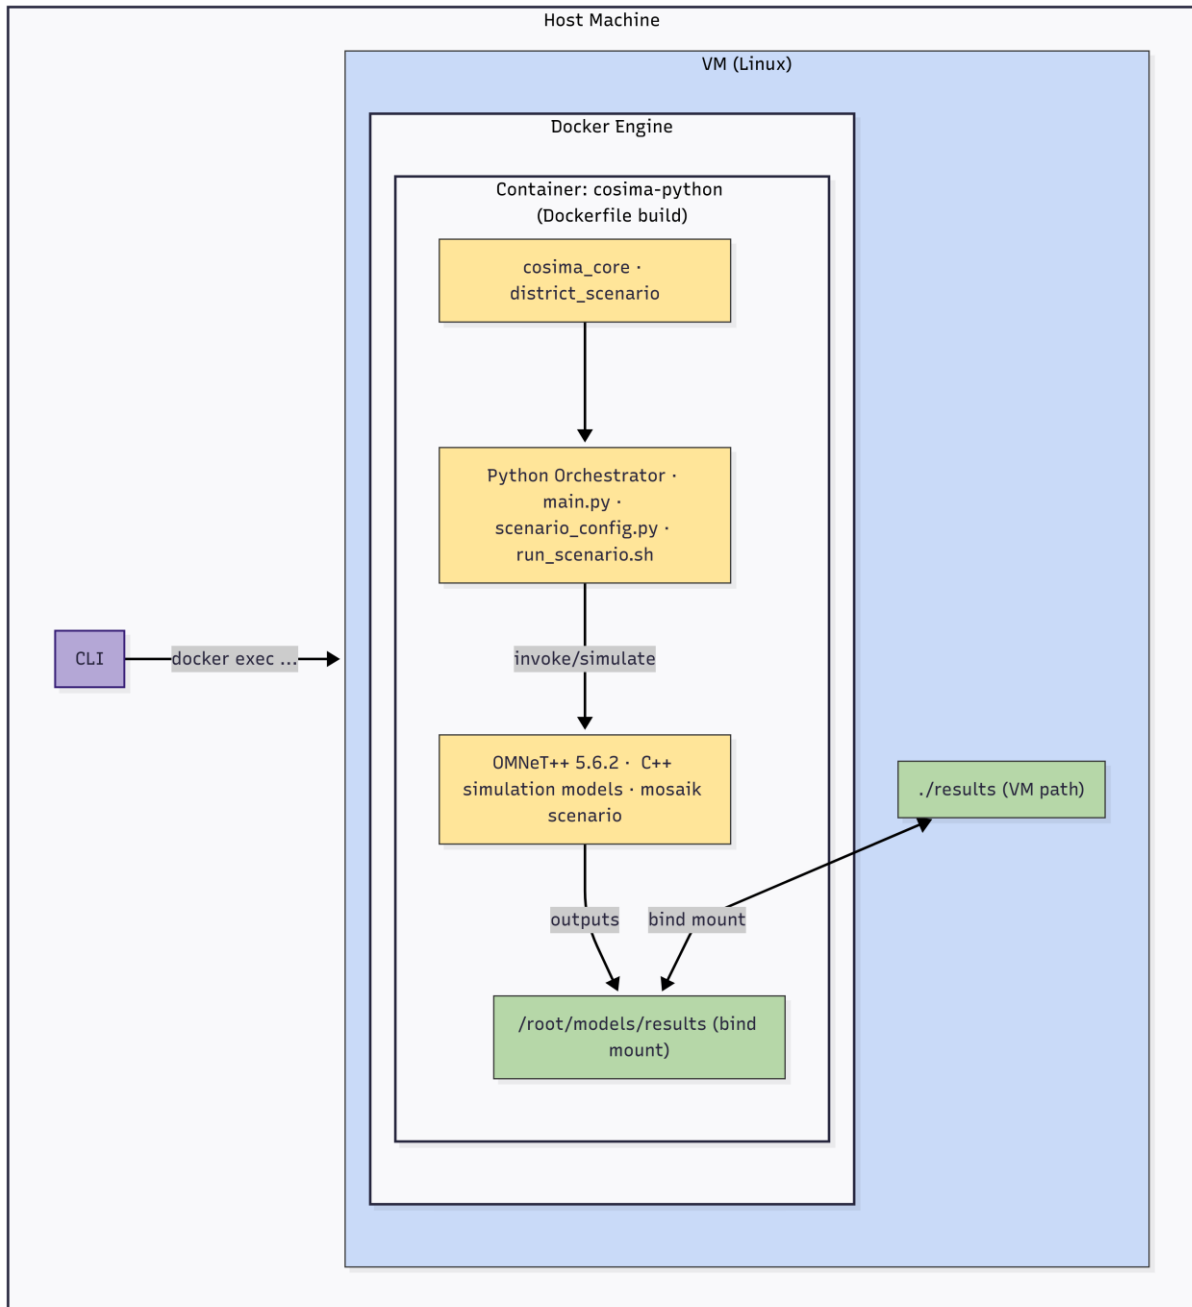 Host Machine
VM (Linux)
Docker Engine
Container: cosima-python
(Dockerfile build)
cosima_core ·
district_scenario
Python Orchestrator ·
main.py ·
scenario_config.py ·
run_scenario.sh
CLI
docker exec ...
invoke/simulate
OMNeT++ 5.6.2 · C++
simulation models · mosaik
scenario
./results (VM path)
outputs
bind mount
/root/models/results (bind
mount)